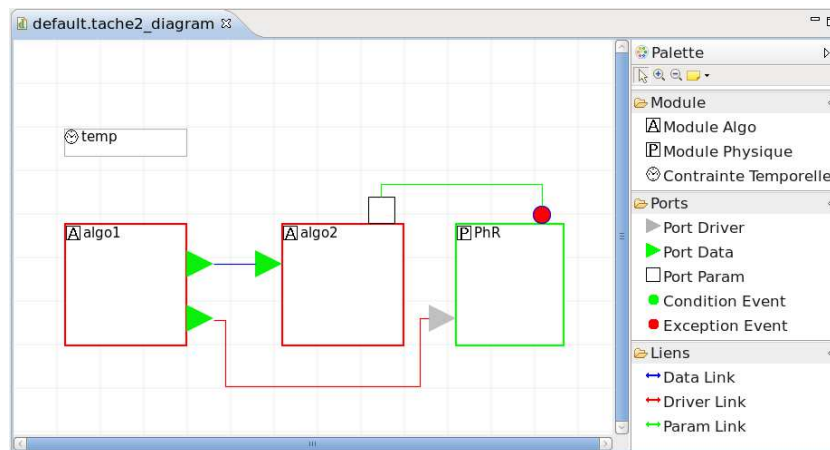 default.tache2_diagram
temp
A algo1
A algo2
P PhR
Palette
Module
A Module Algo
P Module Physique
Contrainte Temporelle
Ports
Port Driver
Port Data
Port Param
Condition Event
Exception Event
Liens
Data Link
Driver Link
Param Link